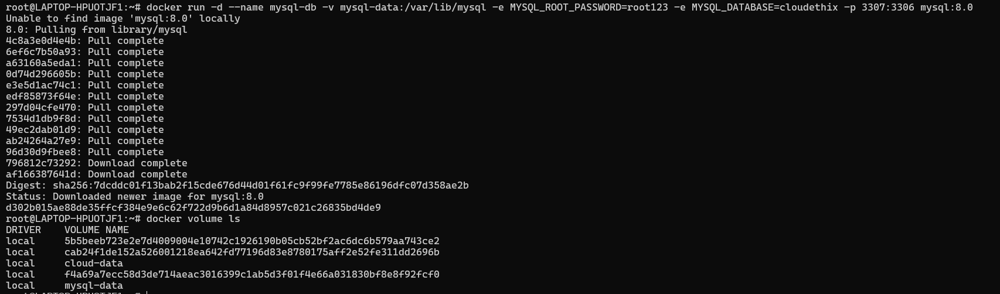 root@LAPTOP-HPUOTJF1:~# docker run -d --name mysql-db -v mysql-data:/var/lib/mysql -e MYSQL_ROOT_PASSWORD=root123 -e MYSQL_DATABASE=cloudethix -p 3307:3306 mysql:8.0
Unable to find image 'mysql:8.0' locally
8.0: Pulling from library/mysql
4c8a3e0d4e4b: Pull complete
6ef6c7b50a93: Pull complete
a63160a5eda1: Pull complete
0d74d296605b: Pull complete
e3e5d1ac74c1: Pull complete
edf85873f64e: Pull complete
297d04cfe470: Pull complete
7534d1db9f8d: Pull complete
49ec2dab01d9: Pull complete
ab24264a27e9: Pull complete
96d30d9fbee8: Pull complete
796812c73292: Download complete
af166387641d: Download complete
Digest: sha256:7dcddc01f13bab2f15cde676d44d01f61fc9f99fe7785e86196dfc07d358ae2b
Status: Downloaded newer image for mysql:8.0
d302b015ae88de35ffcf384e9e6c62f722d9b6d1a84d8957c021c26835bd4de9
root@LAPTOP-HPUOTJF1:~# docker volume ls
DRIVER    VOLUME NAME
local     5b5beeb723e2e7d4009004e10742c1926190b05cb52bf2ac6dc6b579aa743ce2
local     cab24f1de152a526001218ea642fd77196d83e8780175aff2e52fe311dd2696b
local     cloud-data
local     f4a69a7ecc58d3de714aeac3016399c1ab5d3f01f4e66a031830bf8e8f92fcf0
local     mysql-data